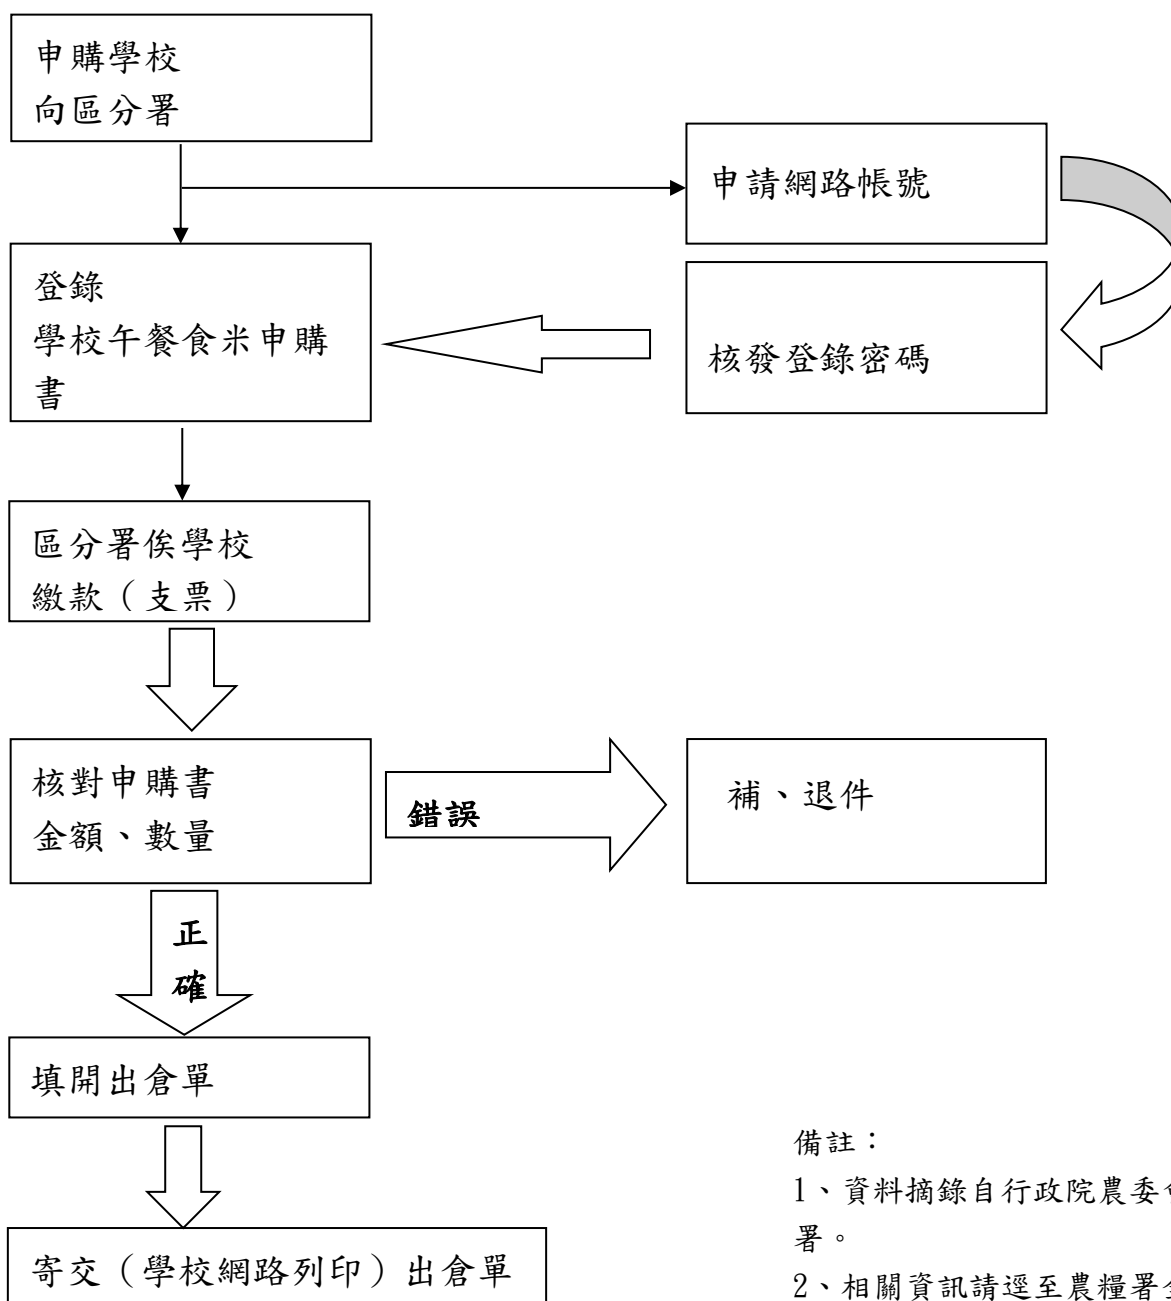 申購學校
向區分署
申請網路帳號
登錄
學校午餐食米申購
書
核發登錄密碼
區分署俟學校
繳款（支票）
核對申購書
金額、數量
錯誤
補、退件
正
確
填開出倉單
寄交（學校網路列印）出倉單
備註：
1、資料摘錄自行政院農委
署。
2、相關資訊請逕至農糧署